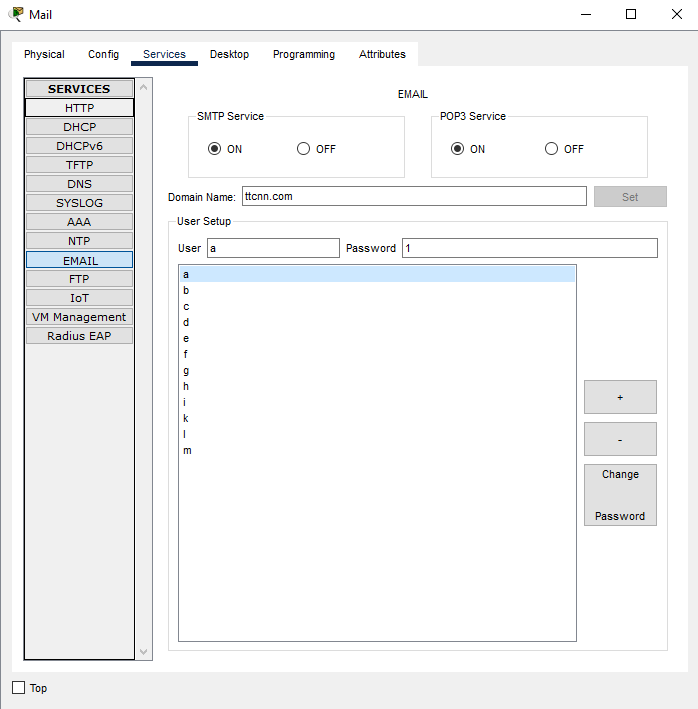 Mail
Physical Config Services Desktop Programming Attributes
SERVICES
HTTP
DHCP
DHCPv6
TFTP
DNS
SYSLOG
AAA
NTP
EMAIL
FTP
IoT
VM Management
Radius EAP
EMAIL
SMTP Service
ON OFF
POP3 Service
ON OFF
Domain Name: ttcnn.com Set
User Setup
User a Password 1
a
b
c
d
e
f
g
h
i
k
l
m
+
-
Change
Password
Top